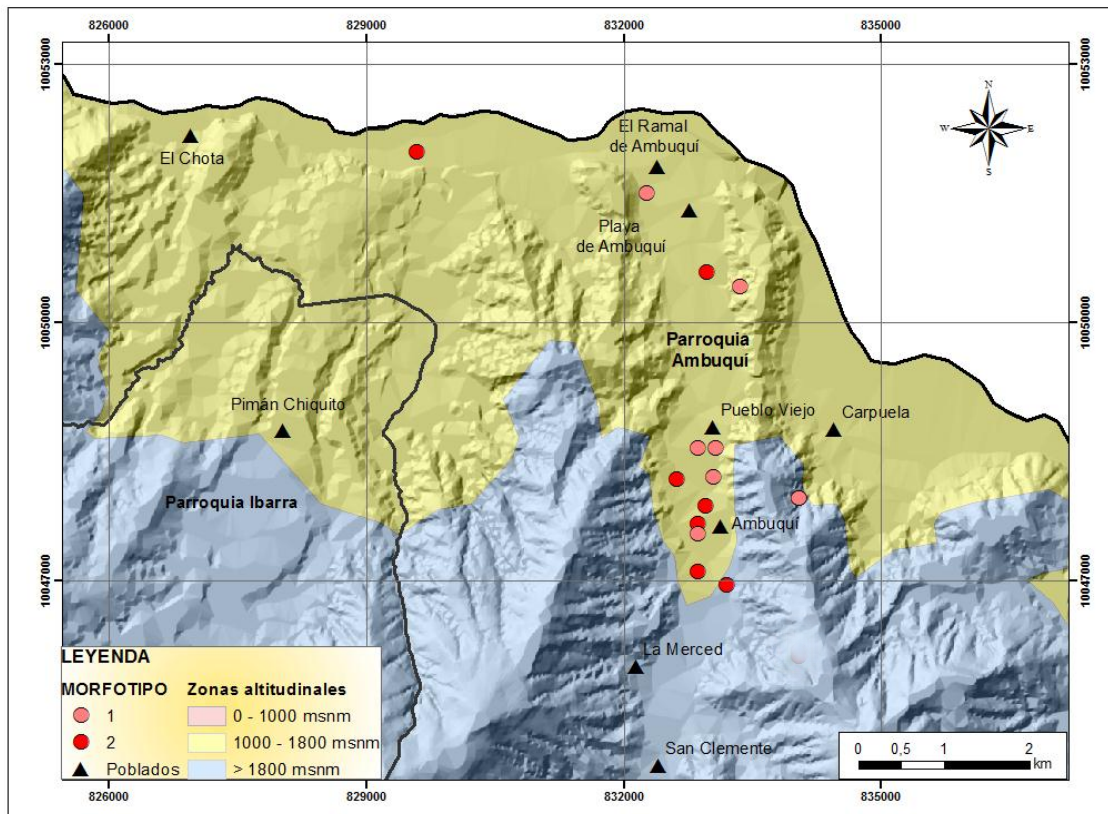 826000
829000
832000
835000
10053000
10053000
N
W
E
S
El Chota
El Ramal
de Ambuquí
Playa
de Ambuquí
10050000
10050000
Parroquia
Ambuquí
Pimán Chiquito
Pueblo Viejo
Carpuela
Parroquia Ibarra
Ambuquí
10047000
10047000
La Merced
San Clemente
LEYENDA
MORFOTIPO
Zonas altitudinales
1
0 - 1000 msnm
2
1000 - 1800 msnm
Poblados
> 1800 msnm
0
0,5
1
2
km
826000
829000
832000
835000